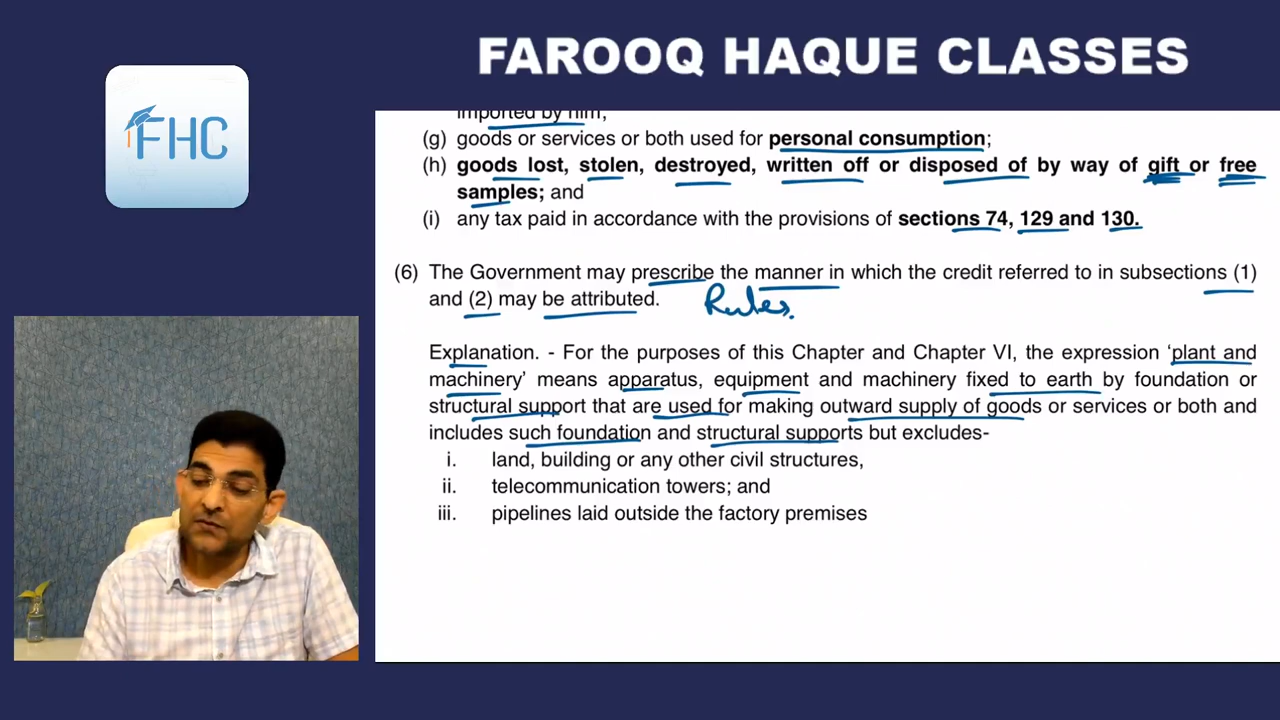 FAROOQ HAQUE CLASSES
FHC
imported by him;
(g) goods or services or both used for personal consumption;
(h) goods lost, stolen, destroyed, written off or disposed of by way of gift or free
samples; and
(i) any tax paid in accordance with the provisions of sections 74, 129 and 130.
(6) The Government may prescribe the manner in which the credit referred to in subsections (1)
and (2) may be attributed.
Rules.
Explanation. - For the purposes of this Chapter and Chapter VI, the expression ‘plant and
machinery’ means apparatus, equipment and machinery fixed to earth by foundation or
structural support that are used for making outward supply of goods or services or both and
includes such foundation and structural supports but excludes-
i. land, building or any other civil structures,
ii. telecommunication towers; and
iii. pipelines laid outside the factory premises